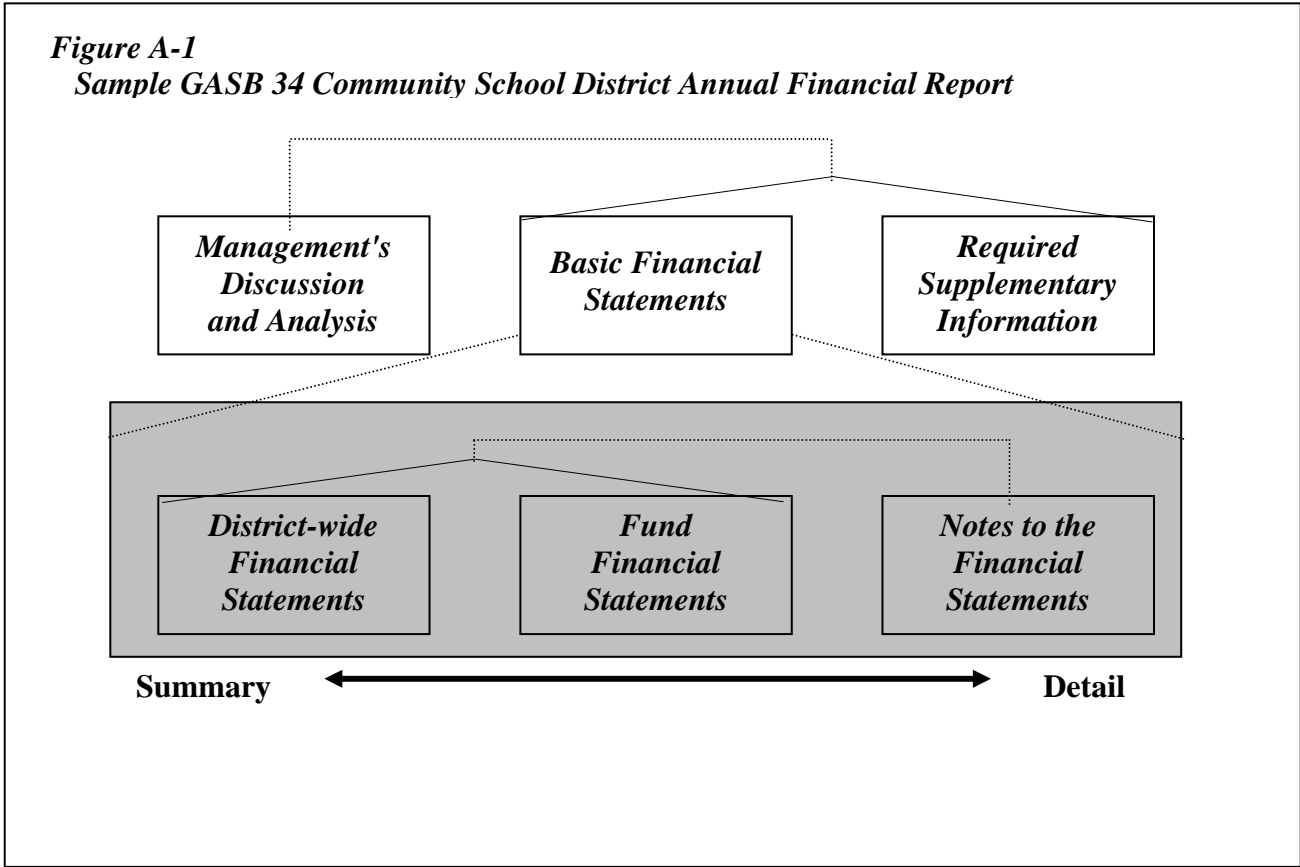 Figure A-1
Sample GASB 34 Community School District Annual Financial Report
Management's
Discussion
and Analysis
Basic Financial
Statements
Required
Supplementary
Information
District-wide
Financial
Statements
Fund
Financial
Statements
Notes to the
Financial
Statements
Summary
Detail